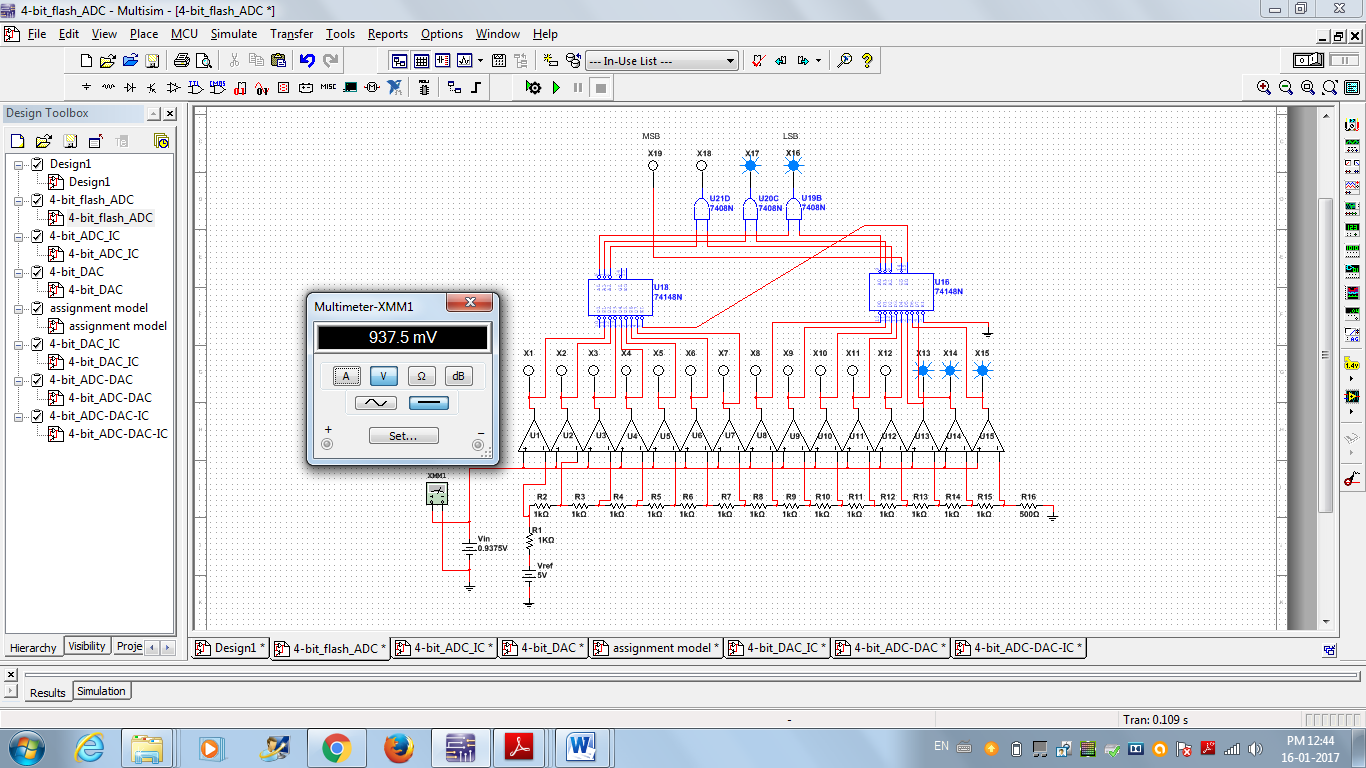 4-bit_flash_ADC - Multisim - [4-bit_flash_ADC *]
File Edit View Place MCU Simulate Transfer Tools Reports Options Window Help
--- In-Use List ---
MISC
Design Toolbox
Design1
Design1
4-bit_flash_ADC
4-bit_flash_ADC
4-bit_ADC_IC
4-bit_ADC_IC
4-bit_DAC
4-bit_DAC
assignment model
assignment model
4-bit_DAC_IC
4-bit_DAC_IC
4-bit_ADC-DAC
4-bit_ADC-DAC
4-bit_ADC-DAC-IC
4-bit_ADC-DAC-IC
Hierarchy Visibility Proje
MSB LSB
X19 X18 X17 X16
U21D U20C U19B
7408N 7408N 7408N
U18 U16
74148N 74148N
Multimeter-XMM1
937.5 mV
A V Ω dB
+ Set... -
X1 X2 X3 X4 X5 X6 X7 X8 X9 X10 X11 X12 X13 X14 X15
U1 U2 U3 U4 U5 U6 U7 U8 U9 U10 U11 U12 U13 U14 U15
XMM1
R2 R3 R4 R5 R6 R7 R8 R9 R10 R11 R12 R13 R14 R15 R16
1kΩ 1kΩ 1kΩ 1kΩ 1kΩ 1kΩ 1kΩ 1kΩ 1kΩ 1kΩ 1kΩ 1kΩ 1kΩ 1kΩ 500Ω
R1
1KΩ
Vin
0.9375V
Vref
5V
Design1 * 4-bit_flash_ADC * 4-bit_ADC_IC * 4-bit_DAC * assignment model * 4-bit_DAC_IC * 4-bit_ADC-DAC * 4-bit_ADC-DAC-IC *
Results Simulation
- Tran: 0.109 s
EN
PM 12:44
16-01-2017